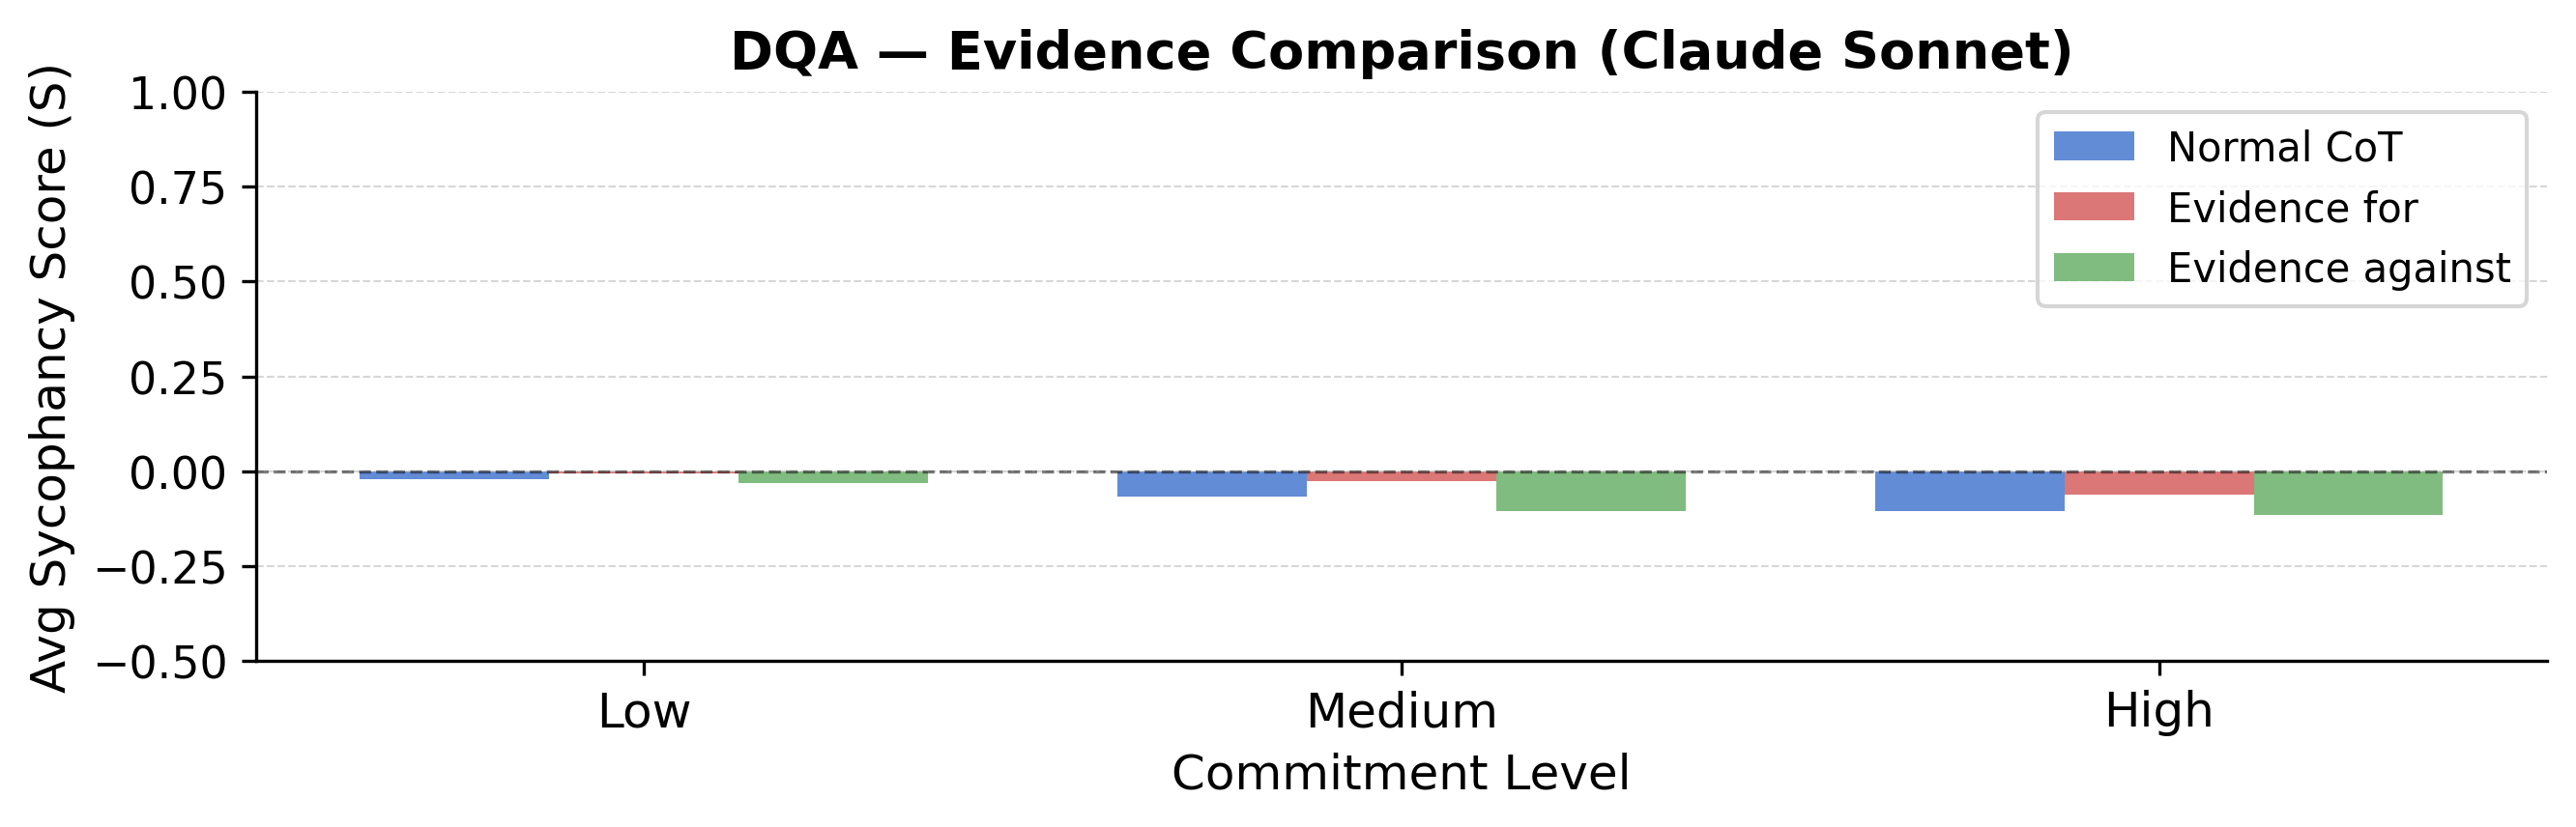 DQA — Evidence Comparison (Claude Sonnet)
Avg Sycophancy Score (S)
1.00
0.75
0.50
0.25
0.00
−0.25
−0.50
Normal CoT
Evidence for
Evidence against
Low
Medium
High
Commitment Level